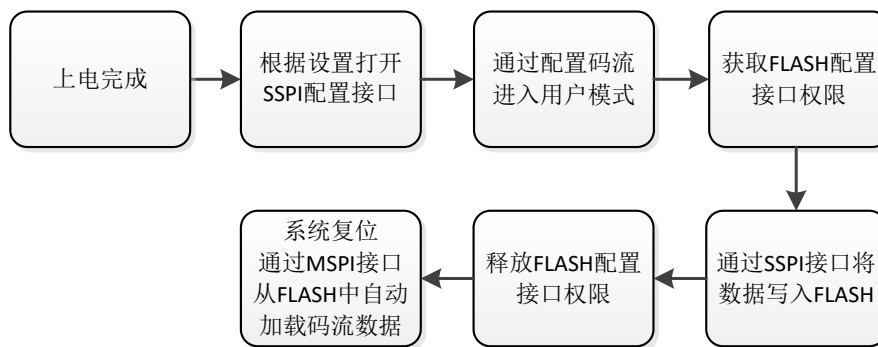 上电完成
根据设置打开
SSPI配置接口
通过配置码流
进入用户模式
获取FLASH配置
接口权限
通过SSPI接口将
数据写入FLASH
释放FLASH配置
接口权限
系统复位
通过MSPI接口
从FLASH中自动
加载码流数据